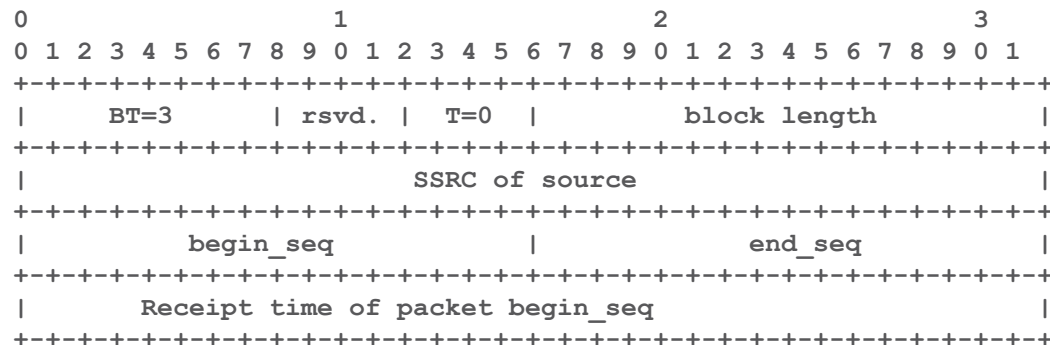 0                   1                   2                   3
0 1 2 3 4 5 6 7 8 9 0 1 2 3 4 5 6 7 8 9 0 1 2 3 4 5 6 7 8 9 0 1
+-+-+-+-+-+-+-+-+-+-+-+-+-+-+-+-+-+-+-+-+-+-+-+-+-+-+-+-+-+-+-+-+
|     BT=3      | rsvd. |  T=0  |         block length          |
+-+-+-+-+-+-+-+-+-+-+-+-+-+-+-+-+-+-+-+-+-+-+-+-+-+-+-+-+-+-+-+-+
|                        SSRC of source                         |
+-+-+-+-+-+-+-+-+-+-+-+-+-+-+-+-+-+-+-+-+-+-+-+-+-+-+-+-+-+-+-+-+
|          begin_seq            |             end_seq           |
+-+-+-+-+-+-+-+-+-+-+-+-+-+-+-+-+-+-+-+-+-+-+-+-+-+-+-+-+-+-+-+-+
|       Receipt time of packet begin_seq                        |
+-+-+-+-+-+-+-+-+-+-+-+-+-+-+-+-+-+-+-+-+-+-+-+-+-+-+-+-+-+-+-+-+